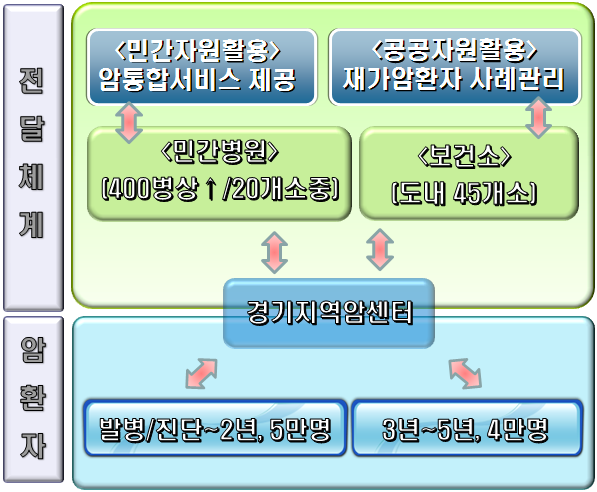 전
달
체
계
<민간자원활용>
암통합서비스 제공
<공공자원활용>
재가암환자 사례관리
<민간병원>
(400병상↑/20개소중)
<보건소>
(도내 45개소)
경기지역암센터
암
환
자
발병/진단~2년, 5만명
3년~5년, 4만명